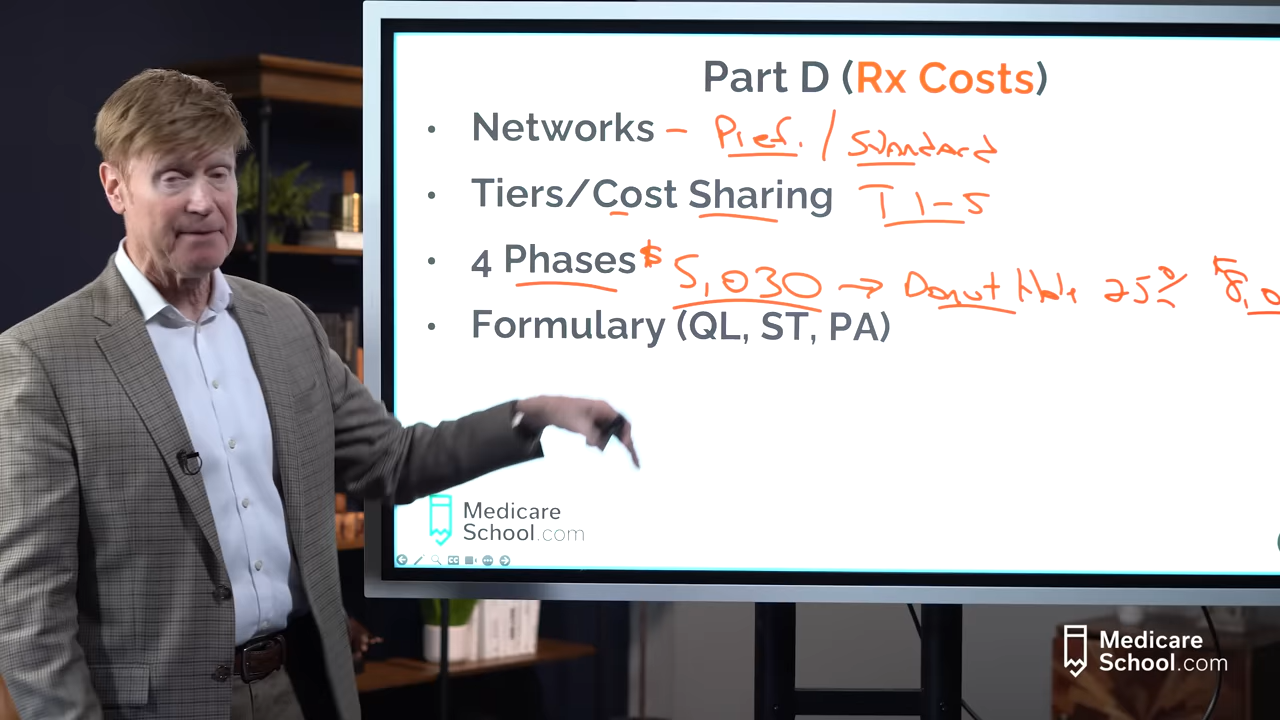 Part D (Rx Costs)
• Networks – Pref. / Standard
• Tiers/Cost Sharing T 1-5
• 4 Phases $ 5,030 → Donut Hole 25%
• Formulary (QL, ST, PA)
Medicare
School.com
Medicare
School.com